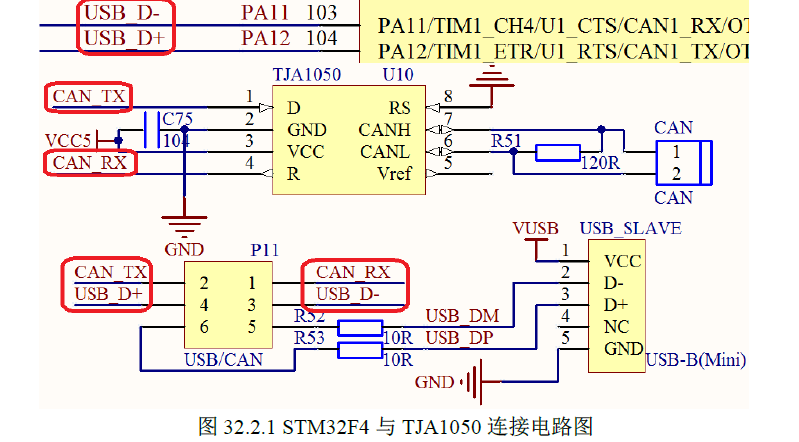 USB_D- PA11 103
PA11/TIM1_CH4/U1_CTS/CAN1_RX/OT
USB_D+ PA12 104
PA12/TIM1_ETR/U1_RTS/CAN1_TX/OT
TJA1050 U10
CAN_TX 1 D RS 8
C75 2 GND CANH 7 CAN
VCC5 104 3 VCC CANL 6 R51 120R 1
CAN_RX 4 R Vref 5 2
CAN
GND P11
VUSB USB_SLAVE
CAN_TX 2 1 CAN_RX 1 VCC
USB_D+ 4 3 USB_D- 2 D-
6 5 R52 10R USB_DM 3 D+
R53 10R USB_DP 4 NC
USB/CAN 5 GND
USB-B(Mini)
GND
图 32.2.1 STM32F4 与 TJA1050 连接电路图